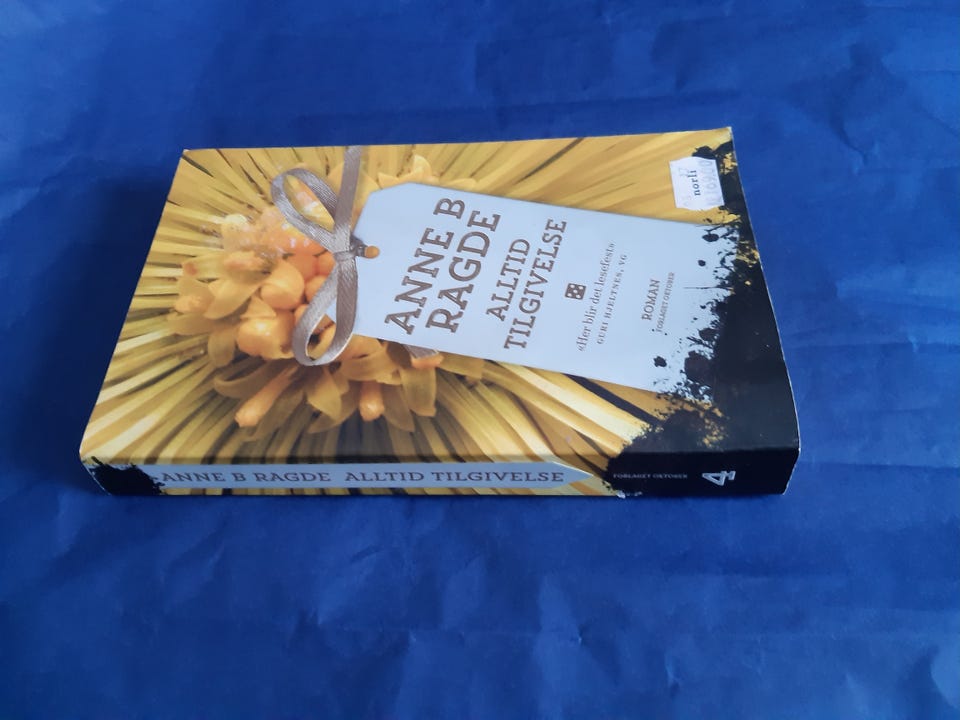 ANNE B
RAGDE
ALLTID
TILGIVELSE
«Her blir det lesefest»
GURI HJELTNES, VG
ROMAN
FORLAGET OKTOBER
norli
ANNE B RAGDE ALLTID TILGIVELSE
FORLAGET OKTOBER
4